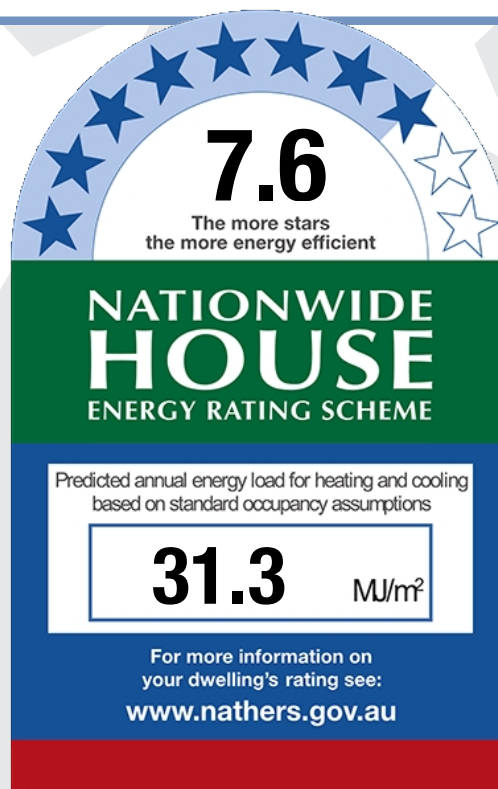 7.6
The more stars
the more energy efficient
NATIONWIDE
HOUSE
ENERGY RATING SCHEME
Predicted annual energy load for heating and cooling
based on standard occupancy assumptions
31.3 MJ/m²
For more information on
your dwelling's rating see:
www.nathers.gov.au